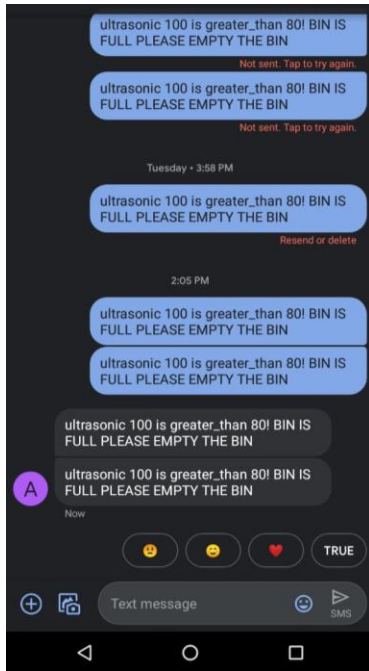 ultrasonic 100 is greater_than 80! BIN IS
FULL PLEASE EMPTY THE BIN
Not sent. Tap to try again.
ultrasonic 100 is greater_than 80! BIN IS
FULL PLEASE EMPTY THE BIN
Not sent. Tap to try again.
Tuesday • 3:58 PM
ultrasonic 100 is greater_than 80! BIN IS
FULL PLEASE EMPTY THE BIN
Resend or delete
2:05 PM
ultrasonic 100 is greater_than 80! BIN IS
FULL PLEASE EMPTY THE BIN
ultrasonic 100 is greater_than 80! BIN IS
FULL PLEASE EMPTY THE BIN
ultrasonic 100 is greater_than 80! BIN IS
FULL PLEASE EMPTY THE BIN
A
ultrasonic 100 is greater_than 80! BIN IS
FULL PLEASE EMPTY THE BIN
Now
TRUE
Text message
SMS